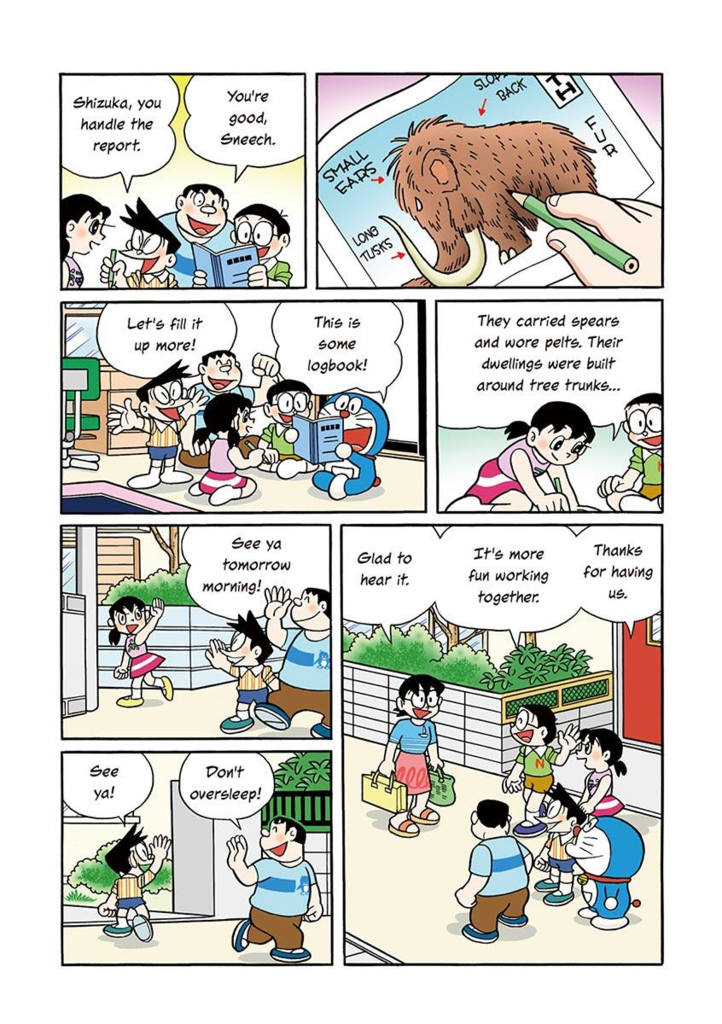 BACK
FUR
SMALL
EARS
LONG
TUSKS
You're
good,
Sneech.
Shizuka, you
handle the
report.
They carried spears
and wore pelts. Their
dwellings were built
around tree trunks...
This is
some
logbook!
Let's fill it
up more!
Thanks
for having
us.
It's more
fun working
together.
Glad to
hear it.
N
See ya
tomorrow
morning!
Don't
oversleep!
See
ya!